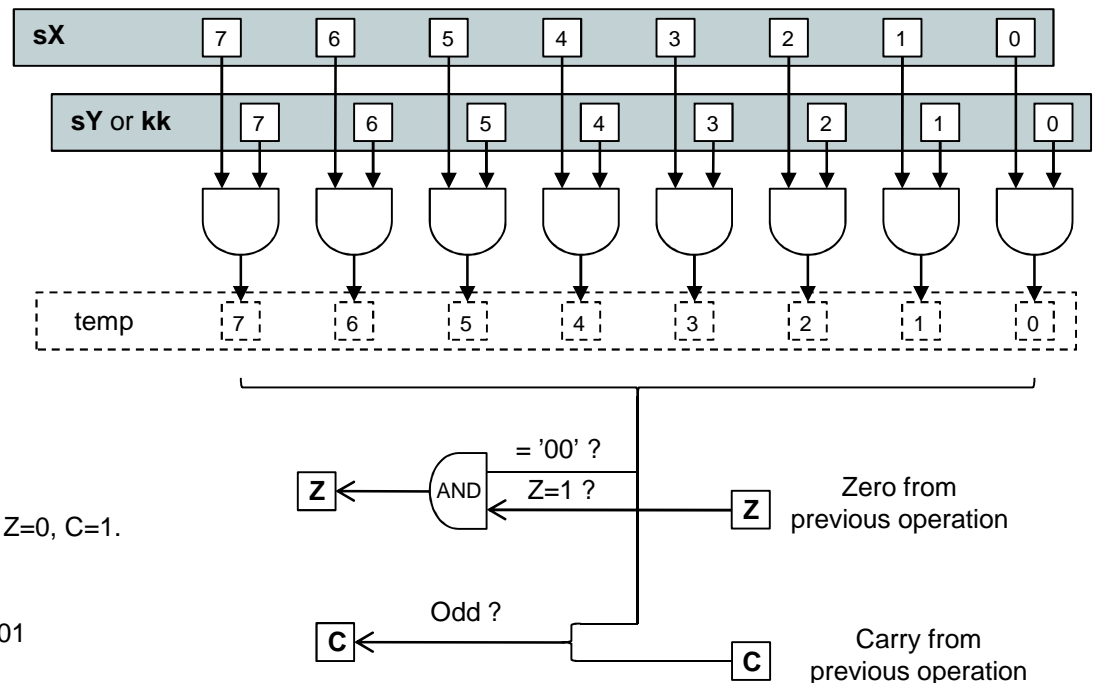 sX 7 6 5 4 3 2 1 0
sY or kk 7 6 5 4 3 2 1 0
temp 7 6 5 4 3 2 1 0
= '00' ?
Z AND Z=1 ? Z
Zero from
previous operation
Z=0, C=1.
Odd ?
01
C C
Carry from
previous operation